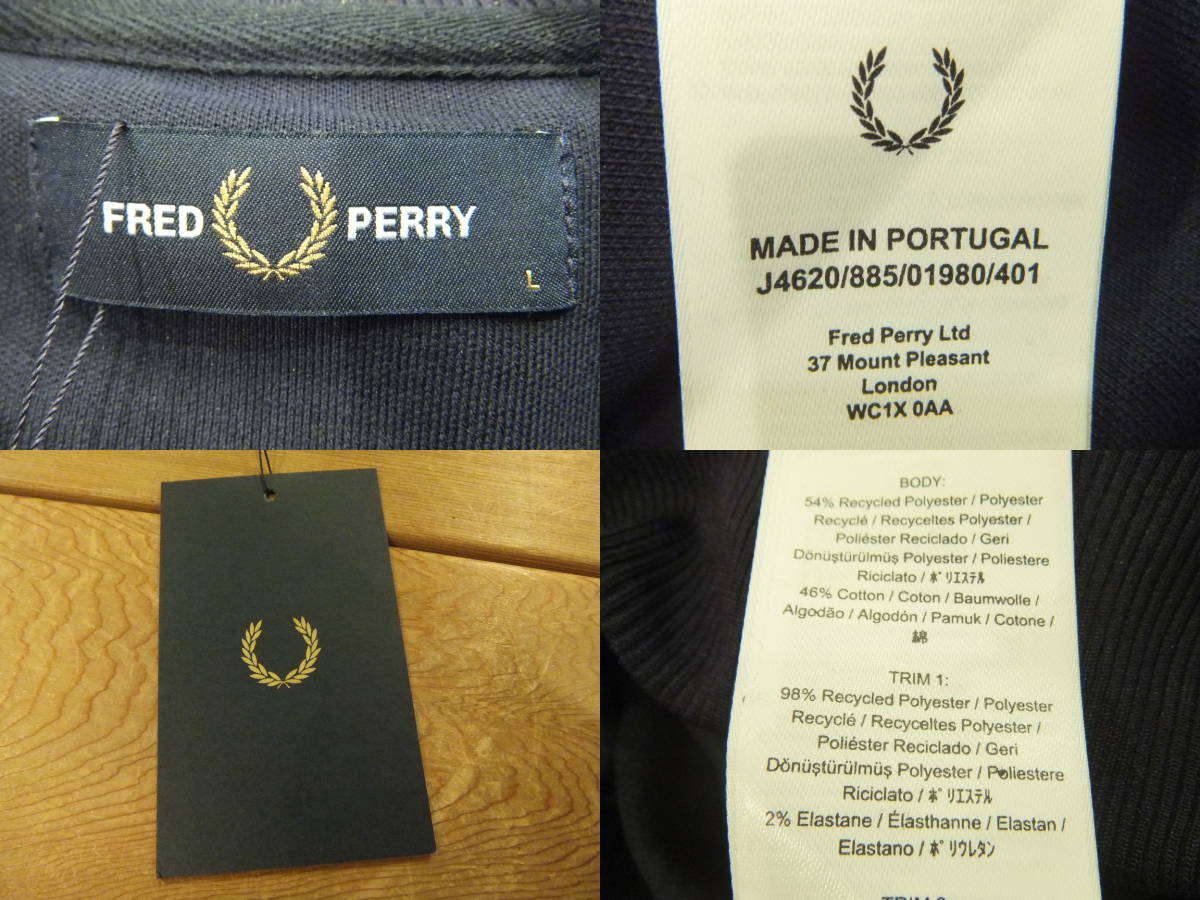 FRED PERRY
L
MADE IN PORTUGAL
J4620/885/01980/401
Fred Perry Ltd
37 Mount Pleasant
London
WC1X 0AA
BODY:
54% Recycled Polyester / Polyester
Recyclé / Recyceltes Polyester /
Poliéster Reciclado / Geri
Dönüştürülmüş Polyester / Poliestere
Riciclato / ﾎﾟﾘｴｽﾃﾙ
46% Cotton / Coton / Baumwolle /
Algodão / Algodón / Pamuk / Cotone /
綿
TRIM 1:
98% Recycled Polyester / Polyester
Recyclé / Recyceltes Polyester /
Poliéster Reciclado / Geri
Dönüştürülmüş Polyester / Poliestere
Riciclato / ﾎﾟﾘｴｽﾃﾙ
2% Elastane / Élasthanne / Elastan /
Elastano / ﾎﾟﾘｳﾚﾀﾝ